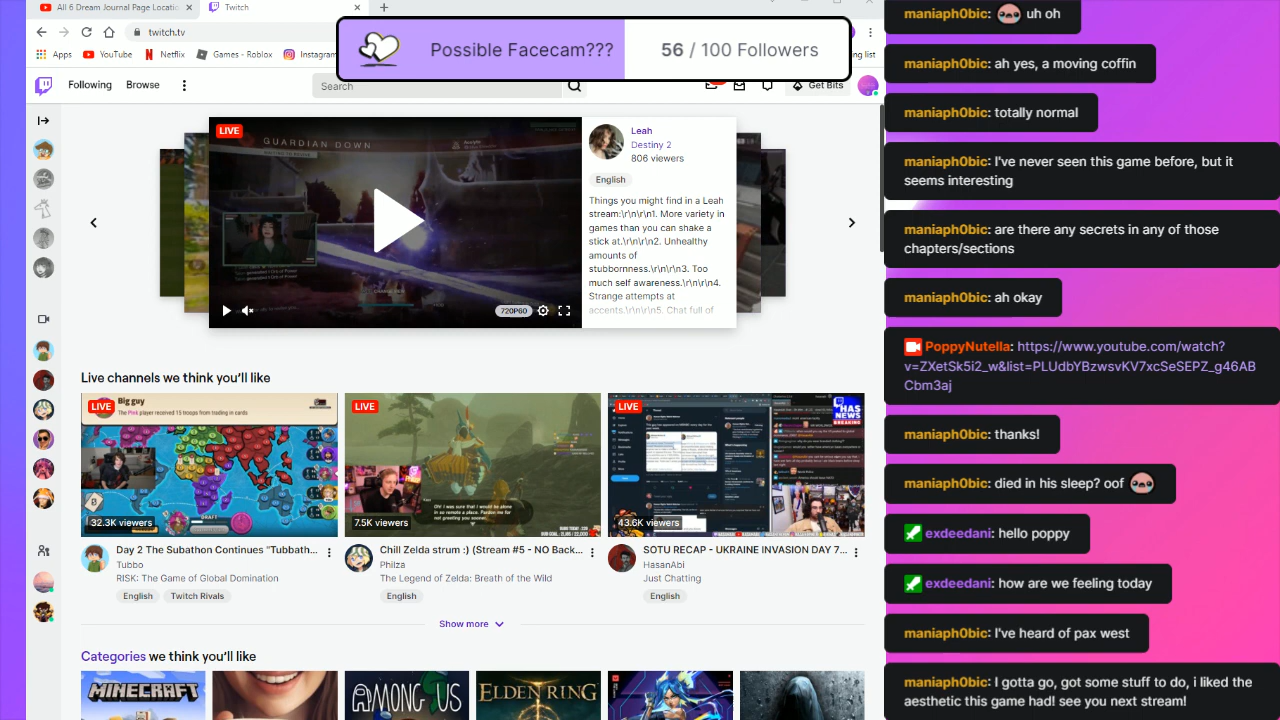 All 6 Dream Journal Page Locatio
Twitch
twitch.tv
Apps
YouTube
Netflix
Games - Roblox
Instagram
Possible Facecam???
56 / 100 Followers
Following
Browse
Search
Get Bits
LIVE
GUARDIAN DOWN
720P60
Leah
Destiny 2
806 viewers
English
Things you might find in a Leah
stream:\r\n\r\n1. More variety in
games than you can shake a
stick at.\r\n\r\n2. Unhealthy
amounts of
stubbornness.\r\n\r\n3. Too
much self awareness.\r\n\r\n4.
Strange attempts at
accents.\r\n\r\n5. Chat full of
Live channels we think you'll like
LIVE
Big guy
The Pink player received 15 troops from trading in cards
DRAFT
32.3K viewers
Day 2 The Subathon Continues "Tubbath...
Tubbo
RISK: The Game of Global Domination
English
Twitch Rivals
LIVE
Oh! I was sure that I would be alone
in so remote a place. Pardon me for
not greeting you sooner.
7.5K viewers
Chill Zelda strum :) (Stream #5 - NO Back...
Philza
The Legend of Zelda: Breath of the Wild
English
LIVE
HAS
NEWS
BREAKING
43.6K viewers
SOTU RECAP - UKRAINE INVASION DAY 7...
HasanAbi
Just Chatting
English
Show more
Categories we think you'll like
MINECRAFT
AMONG US
ELDEN RING
maniaph0bic: uh oh
maniaph0bic: ah yes, a moving coffin
maniaph0bic: totally normal
maniaph0bic: I've never seen this game before, but it
seems interesting
maniaph0bic: are there any secrets in any of those
chapters/sections
maniaph0bic: ah okay
PoppyNutella: https://www.youtube.com/watch?
v=ZXetSk5i2_w&list=PLUdbYBzwsvKV7xcSeSEPZ_g46AB
Cbm3aj
maniaph0bic: thanks!
maniaph0bic: died in his sleep? oof
exdeedani: hello poppy
exdeedani: how are we feeling today
maniaph0bic: I've heard of pax west
maniaph0bic: I gotta go, got some stuff to do, i liked the
aesthetic this game had! see you next stream!